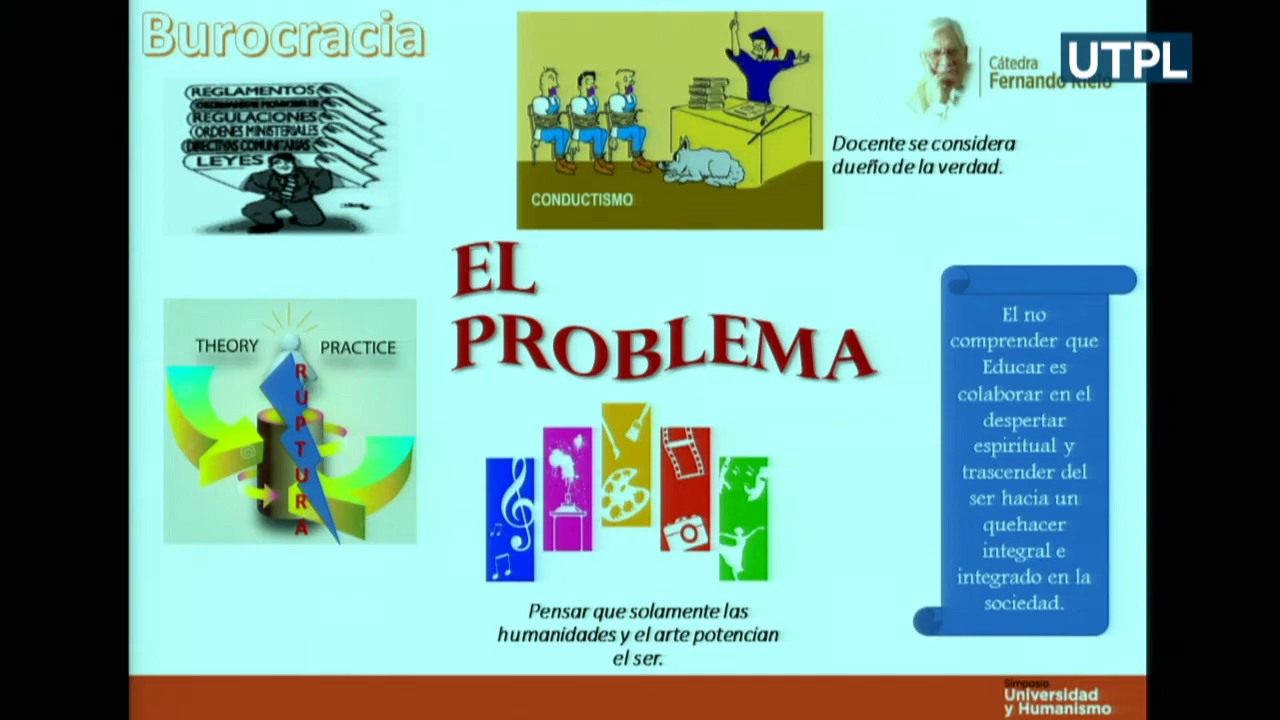 Burocracia
REGLAMENTOS
REGULACIONES
ORDENES MINISTERIALES
DIRECTIVAS COMUNITARIAS
LEYES
CONDUCTISMO
Cátedra
Fernando Rielo
UTPL
Docente se considera
dueño de la verdad.
EL
PROBLEMA
THEORY PRACTICE
RUPTURA
Pensar que solamente las
humanidades y el arte potencian
el ser.
El no
comprender que
Educar es
colaborar en el
despertar
espiritual y
trascender del
ser hacia un
quehacer
integral e
integrado en la
sociedad.
Simposio
Universidad
y Humanismo